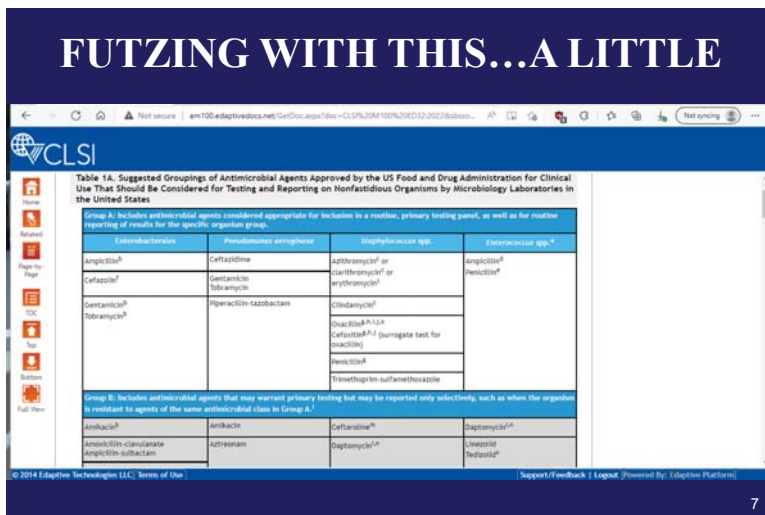 FUTZING WITH THIS…A LITTLE
Not secure | em100.edaptivedocs.net/GetDoc.aspx?doc=CLSI%20M100%20ED32:2022&sbsso...
Not syncing
CLSI
Home
Related
Page-by-Page
TOC
Top
Bottom
Full View
Table 1A. Suggested Groupings of Antimicrobial Agents Approved by the US Food and Drug Administration for Clinical
Use That Should Be Considered for Testing and Reporting on Nonfastidious Organisms by Microbiology Laboratories in
the United States
Group A: Includes antimicrobial agents considered appropriate for inclusion in a routine, primary testing panel, as well as for routine
reporting of results for the specific organism group.
Enterobacterales Pseudomonas aeruginosa Staphylococcus spp. Enterococcus spp.
Ampicillin Ceftazidime Azithromycin or Ampicillin
clarithromycin or Penicillin
Cefazolin Gentamicin erythromycin
Tobramycin
Gentamicin Piperacillin-tazobactam Clindamycin
Tobramycin
Oxacillin
Cefoxitin (surrogate test for
oxacillin)
Penicillin
Trimethoprim-sulfamethoxazole
Group B: Includes antimicrobial agents that may warrant primary testing but may be reported only selectively, such as when the organism
is resistant to agents of the same antimicrobial class in Group A.
Amikacin Amikacin Ceftaroline Daptomycin
Amoxicillin-clavulanate Aztreonam Daptomycin Linezolid
Ampicillin-sulbactam Tedizolid
© 2014 Edaptive Technologies LLC| Terms of Use | Support/Feedback | Logout |Powered By: Edaptive Platform|
7